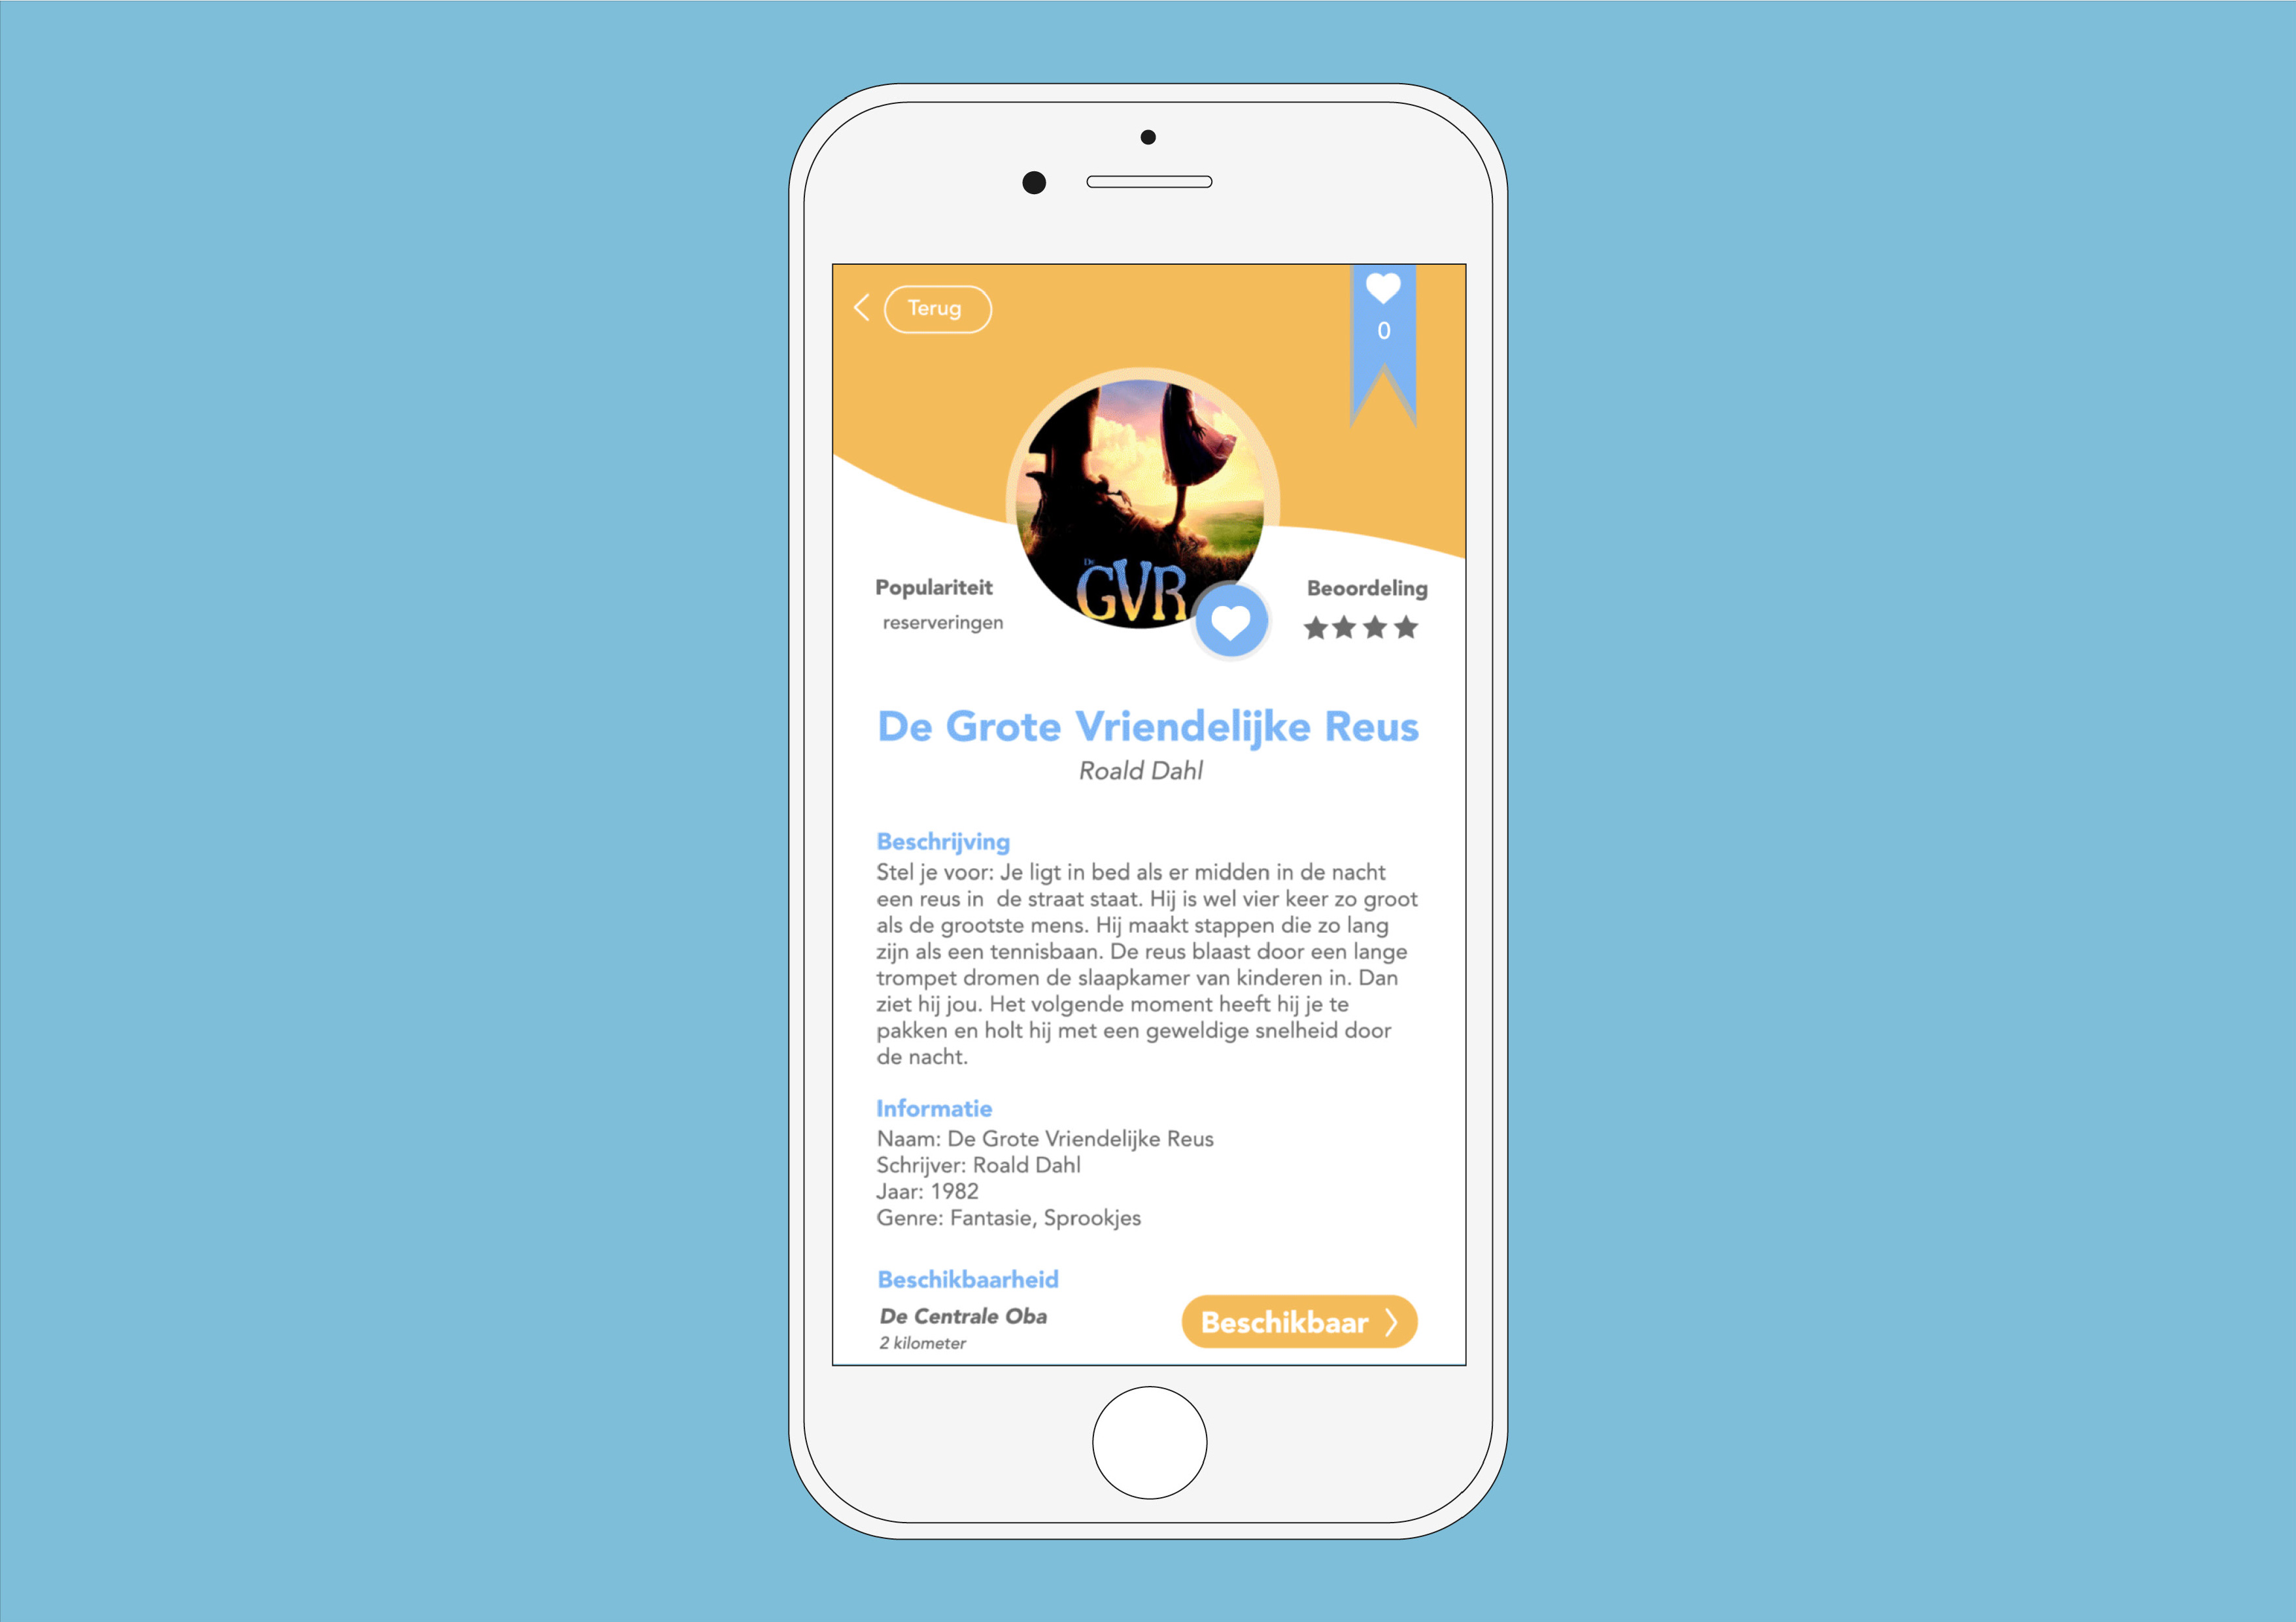 Terug
0
De
GVR
Populariteit
reserveringen
Beoordeling
De Grote Vriendelijke Reus
Roald Dahl
Beschrijving
Stel je voor: Je ligt in bed als er midden in de nacht
een reus in  de straat staat. Hij is wel vier keer zo groot
als de grootste mens. Hij maakt stappen die zo lang
zijn als een tennisbaan. De reus blaast door een lange
trompet dromen de slaapkamer van kinderen in. Dan
ziet hij jou. Het volgende moment heeft hij je te
pakken en holt hij met een geweldige snelheid door
de nacht.
Informatie
Naam: De Grote Vriendelijke Reus
Schrijver: Roald Dahl
Jaar: 1982
Genre: Fantasie, Sprookjes
Beschikbaarheid
De Centrale Oba
2 kilometer
Beschikbaar